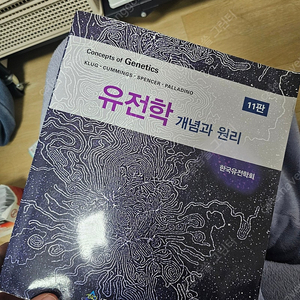 Concepts of Genetics
KLUG · CUMMINGS · SPENCER · PALLADINO
11판
유전학 개념과 원리
한국유전학회